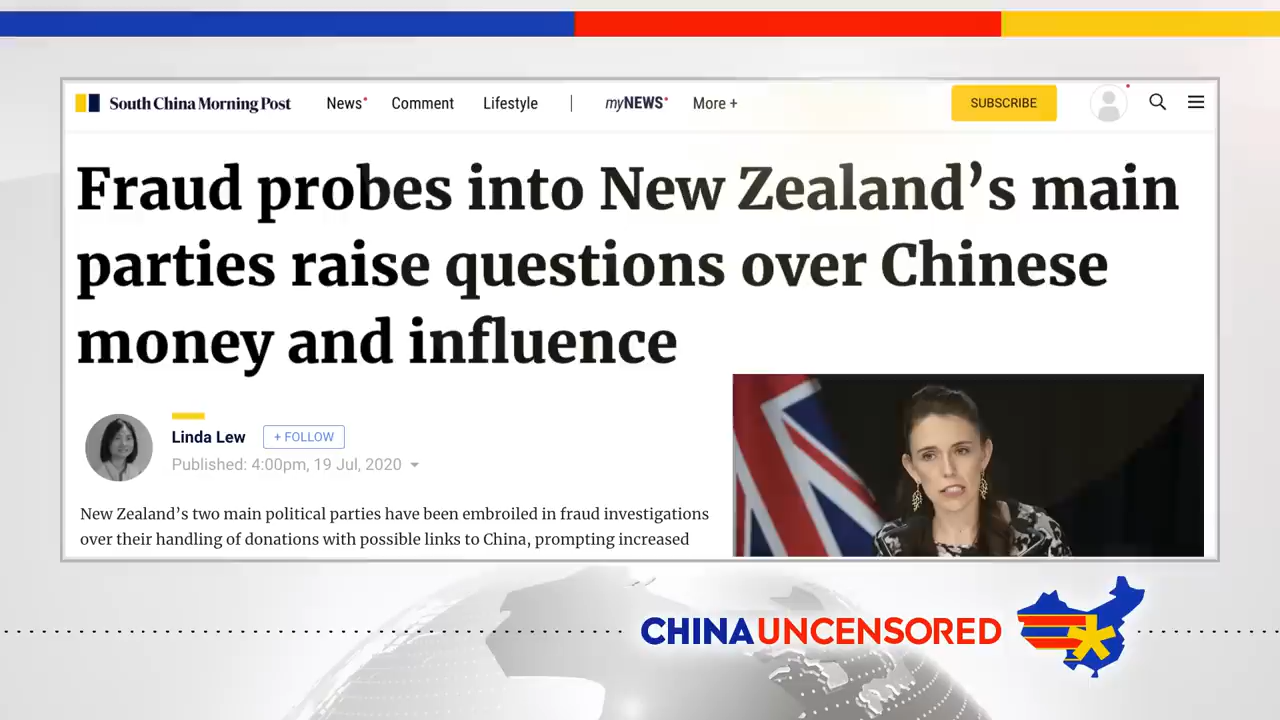 South China Morning Post News Comment Lifestyle | myNEWS More + SUBSCRIBE
Fraud probes into New Zealand’s main
parties raise questions over Chinese
money and influence
Linda Lew + FOLLOW
Published: 4:00pm, 19 Jul, 2020
New Zealand’s two main political parties have been embroiled in fraud investigations
over their handling of donations with possible links to China, prompting increased
CHINA UNCENSORED